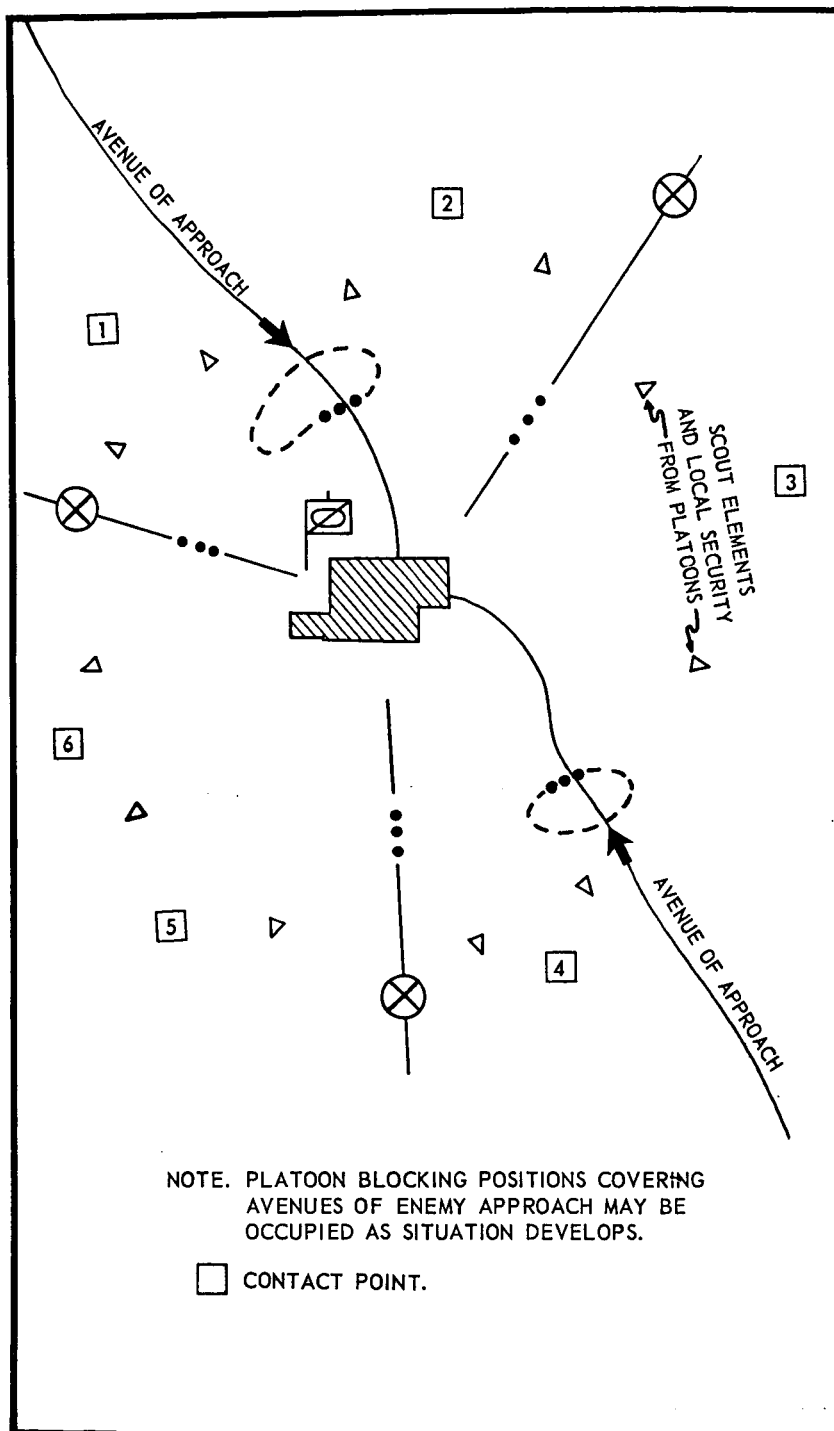 AVENUE OF APPROACH
2
1
SCOUT ELEMENTS
AND LOCAL SECURITY
FROM PLATOONS
3
6
5
4
AVENUE OF APPROACH
NOTE. PLATOON BLOCKING POSITIONS COVERING
AVENUES OF ENEMY APPROACH MAY BE
OCCUPIED AS SITUATION DEVELOPS.
CONTACT POINT.